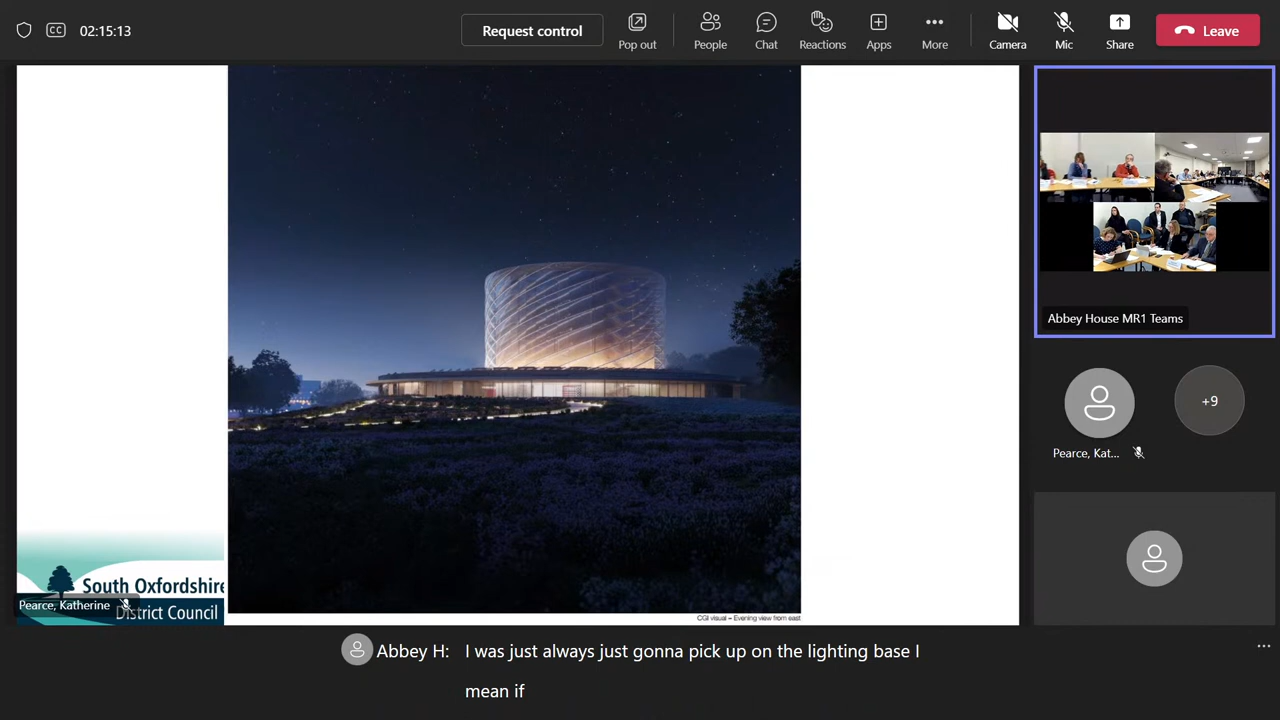 CC
02:15:13
Request control
Pop out
People
Chat
Reactions
Apps
More
Camera
Mic
Share
Leave
Abbey House MR1 Teams
Pearce, Kat...
+9
South Oxfordshire
District Council
Pearce, Katherine
CGI visual – Evening view from east
Abbey H: I was just always just gonna pick up on the lighting base I
mean if